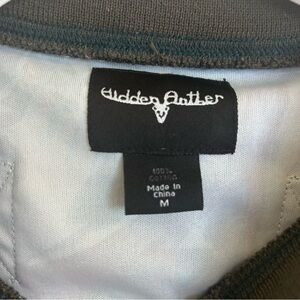 Hidden Antler
100%
Cotton
Made In
China
M